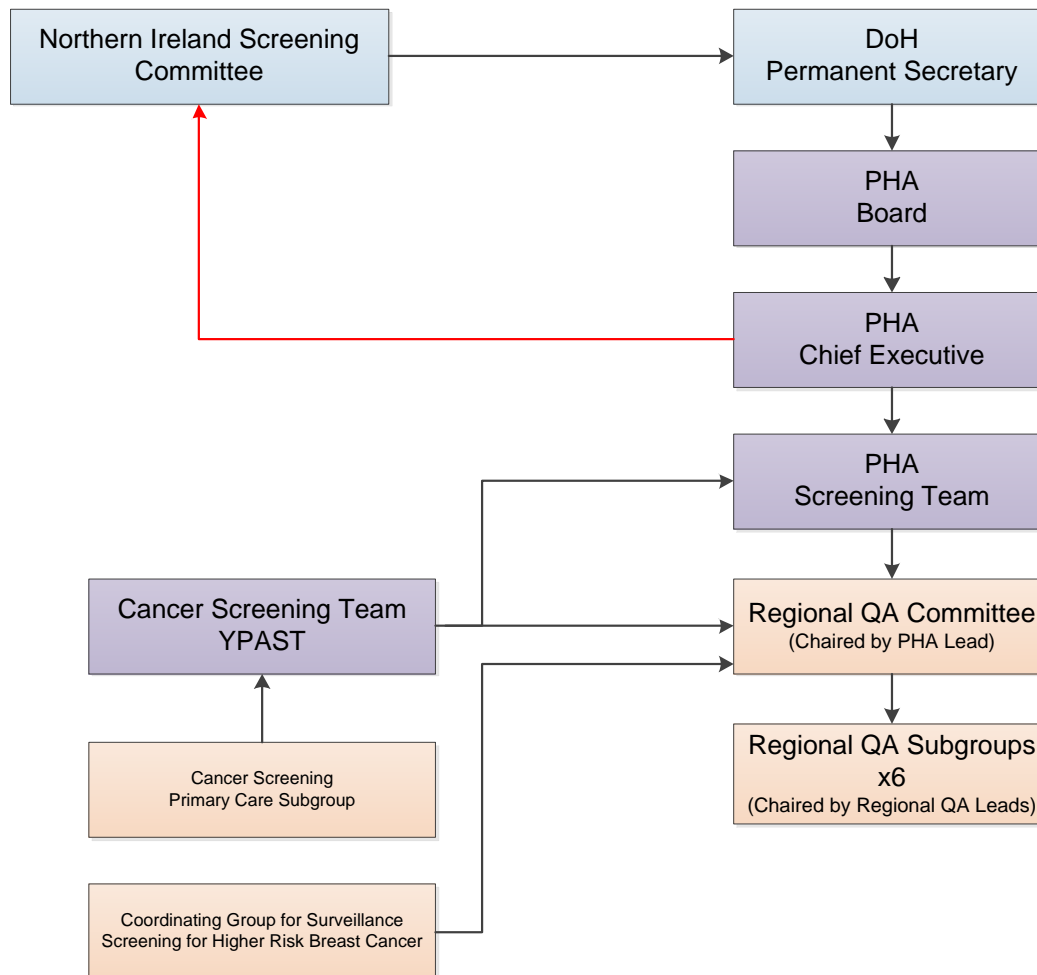 Northern Ireland Screening
Committee
DoH
Permanent Secretary
PHA
Board
PHA
Chief Executive
PHA
Screening Team
Cancer Screening Team
YPAST
Regional QA Committee
(Chaired by PHA Lead)
Cancer Screening
Primary Care Subgroup
Regional QA Subgroups
x6
(Chaired by Regional QA Leads)
Coordinating Group for Surveillance
Screening for Higher Risk Breast Cancer